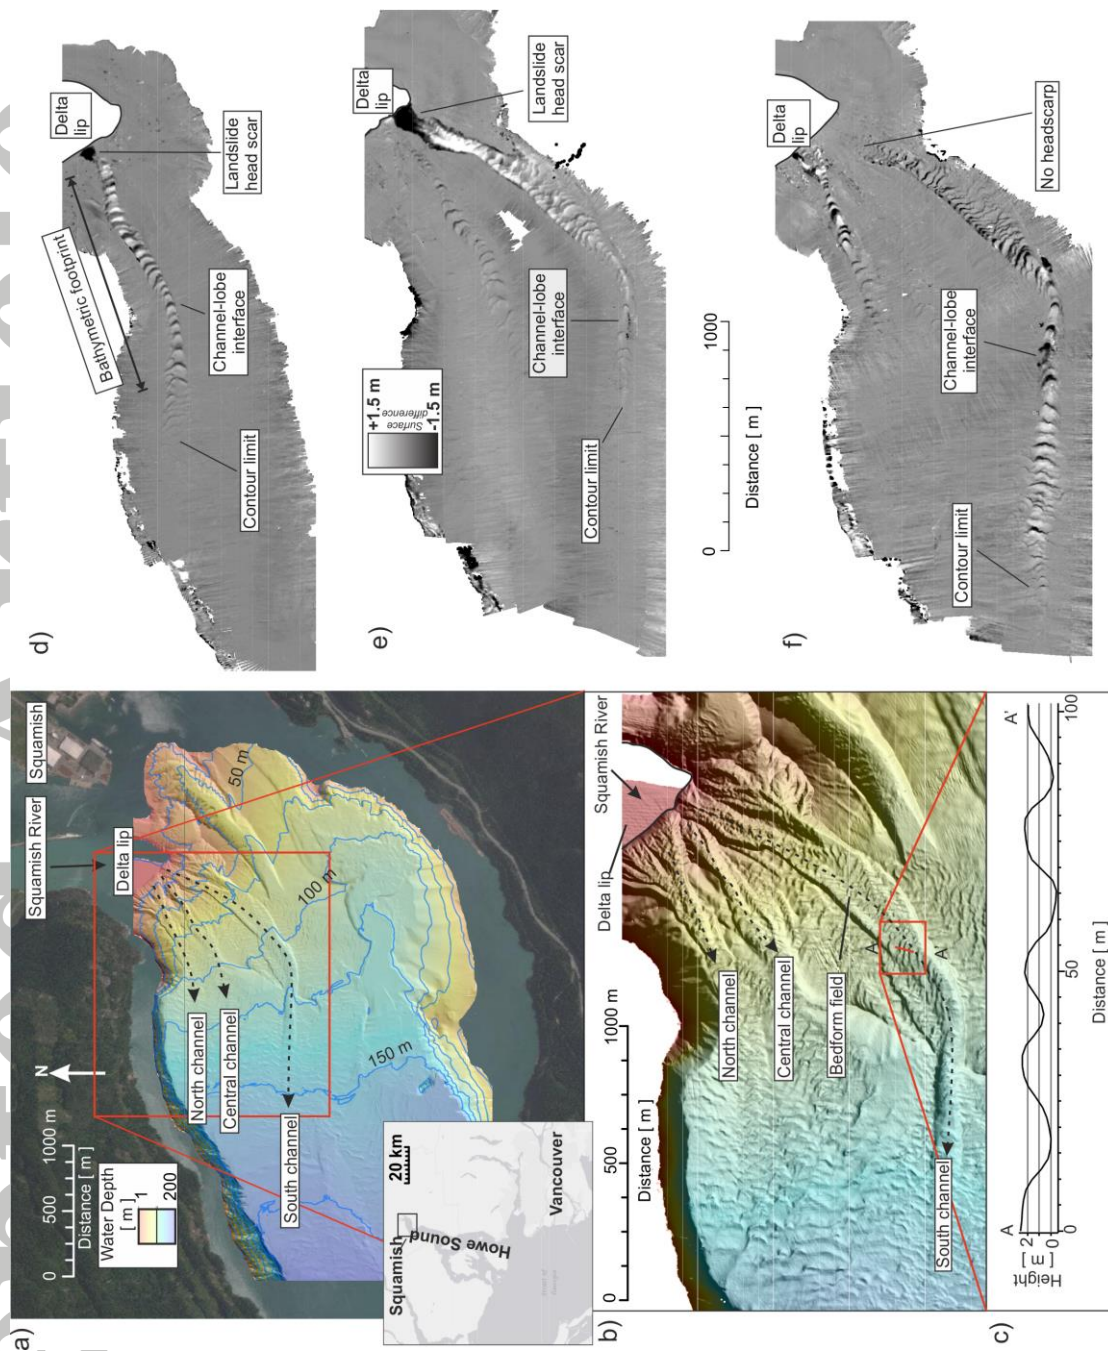 a)
0 500 1000 m
Distance [ m ]
Water Depth
[ m ]
1
200
N
Squamish River
Squamish
Delta lip
50 m
100 m
150 m
North channel
Central channel
South channel
20 km
Squamish
Howe Sound
Vancouver
b)
0 500 1000 m
Distance [ m ]
Delta lip
Squamish River
North channel
Central channel
Bedform field
South channel
A
A'
c)
A
A'
2
0
Height
[ m ]
0 50 100
Distance [ m ]
d)
Bathymetric footprint
Delta
lip
Landslide
head scar
Channel-lobe
interface
Contour limit
e)
+1.5 m
Surface
difference
-1.5 m
Delta
lip
Landslide
head scar
Channel-lobe
interface
Contour limit
0 1000
Distance [ m ]
f)
Delta
lip
No headscarp
Channel-lobe
interface
Contour limit